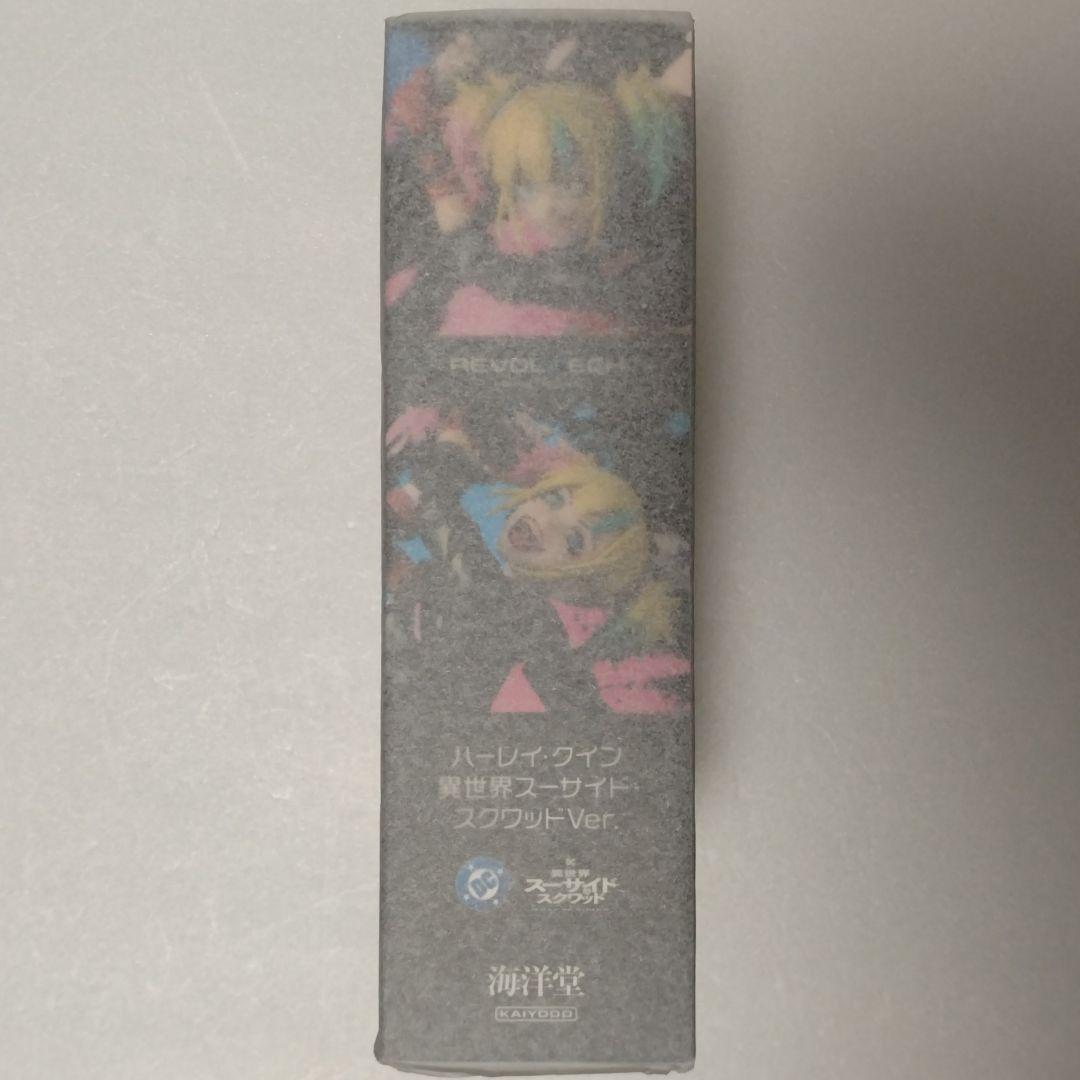 REVOL ECH
ハーレイ・クイン
異世界スーサイド・
スクワッドVer.
DC
異世界
スーサイド
スクワッド
海洋堂
KAIYODO